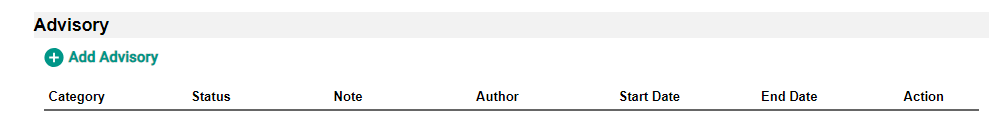 Advisory
Add Advisory
Category Status Note Author Start Date End Date Action